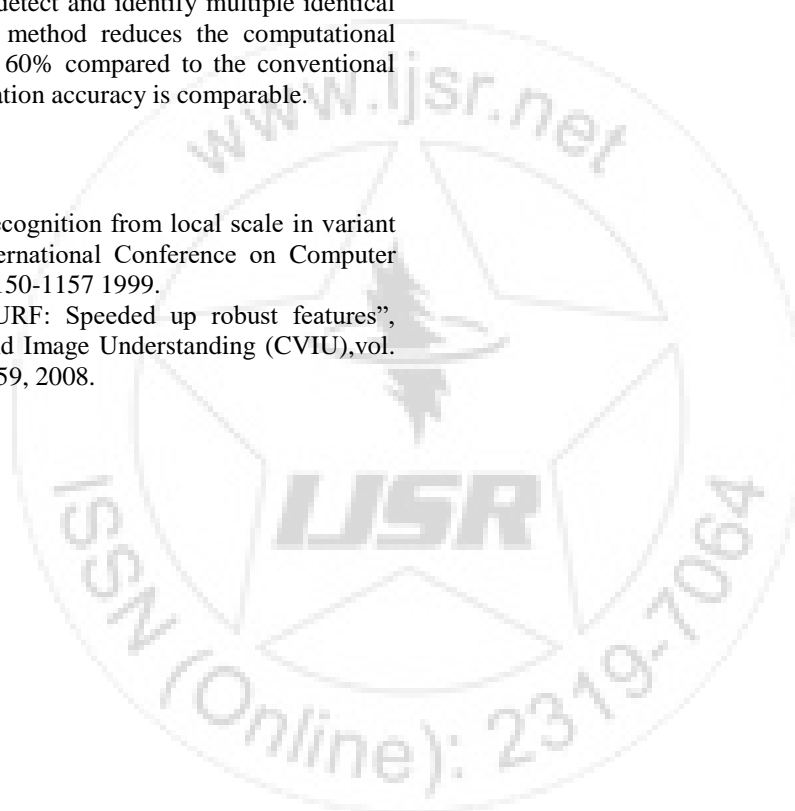 detect and identify multiple identical
method reduces the computational
60% compared to the conventional
ation accuracy is comparable.
ecognition from local scale in variant
ernational Conference on Computer
150-1157 1999.
URF: Speeded up robust features”,
d Image Understanding (CVIU),vol.
59, 2008.
www.ijsr.net
IJSR
ISSN (Online): 2319-7064